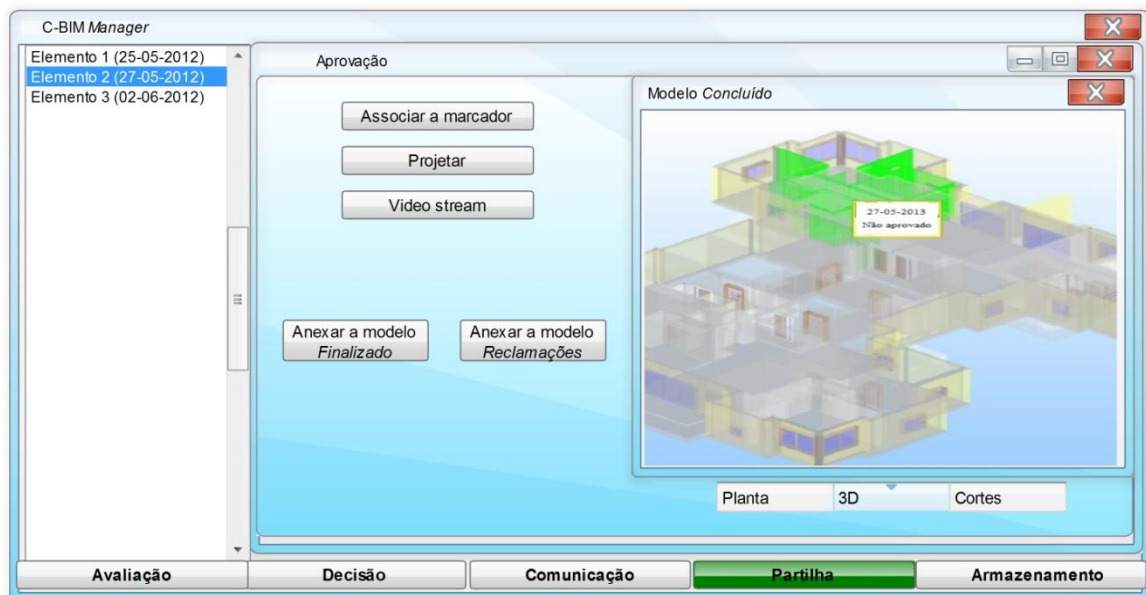 C-BIM Manager
Elemento 1 (25-05-2012)
Elemento 2 (27-05-2012)
Elemento 3 (02-06-2012)
Aprovação
Associar a marcador
Projetar
Video stream
Anexar a modelo
Finalizado
Anexar a modelo
Reclamações
Modelo Concluído
27-05-2013
Não aprovado
Planta
3D
Cortes
Avaliação
Decisão
Comunicação
Partilha
Armazenamento